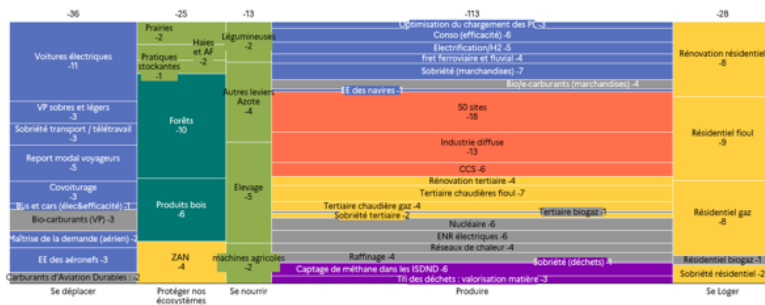 -36
-25
-13
-113
-28
Voitures électriques
-11
VP sobres et légers
-3
Sobriété transport / télétravail
-3
Report modal voyageurs
-5
Covoiturage
-3
Bus et cars (élec&efficacité) -1
Bio-carburants (VP) -3
Maîtrise de la demande (aérien) -2
EE des aéronefs -3
Carburants d'Aviation Durables : -2
Se déplacer
Prairies
-2
Haies
et AF
-2
Pratiques
stockantes
-1
Forêts
-10
Produits bois
-6
ZAN
-4
Protéger nos
écosystèmes
Légumineuses
-2
Autres leviers
Azote
-4
Elevage
-5
machines agricoles
-2
Se nourrir
Optimisation du chargement des PL -3
Conso (efficacité) -6
Electrification/H2 -5
fret ferroviaire et fluvial -4
Sobriété (marchandises) -7
Bio/e-carburants (marchandises) -4
EE des navires -1
50 sites
-18
Industrie diffuse
-13
CCS -6
Rénovation tertiaire -4
Tertiaire chaudières fioul -7
Tertiaire chaudière gaz -4
Tertiaire biogaz -1
Sobriété tertiaire -2
Nucléaire -6
ENR électriques -6
Réseaux de chaleur -4
Raffinage -4
Sobriété (déchets) -1
Captage de méthane dans les ISDND -6
Tri des déchets : valorisation matière -3
Produire
Rénovation résidentiel
-8
Résidentiel fioul
-9
Résidentiel gaz
-8
Résidentiel biogaz -1
Sobriété résidentiel -2
Se Loger